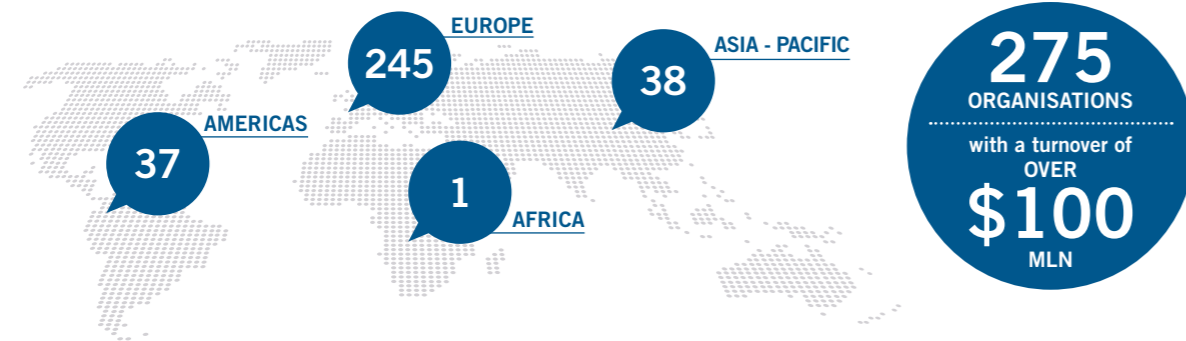 EUROPE
245
ASIA - PACIFIC
38
AMERICAS
37
1
AFRICA
275
ORGANISATIONS
with a turnover of
OVER
$100
MLN